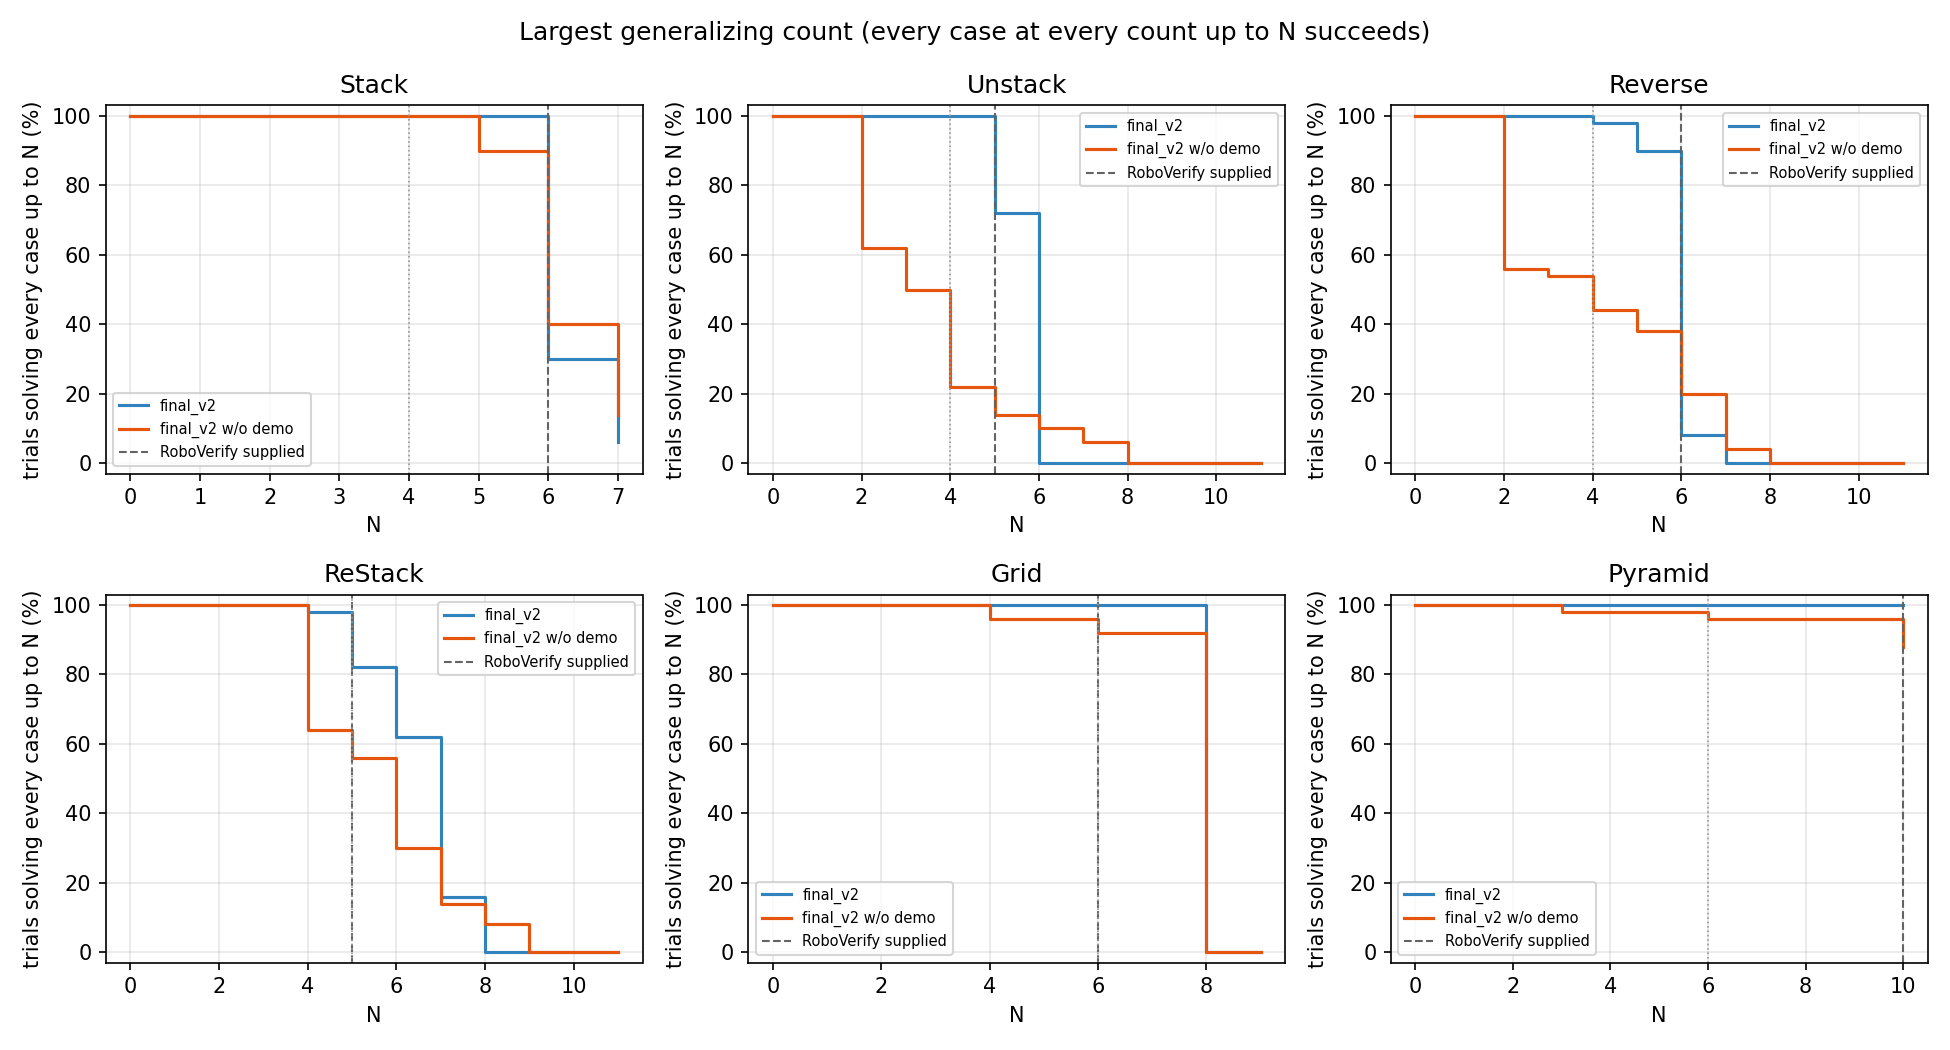 Largest generalizing count (every case at every count up to N succeeds)
Stack
trials solving every case up to N (%)
100
80
60
40
20
0
final_v2
final_v2 w/o demo
RoboVerify supplied
0 1 2 3 4 5 6 7
N
Unstack
trials solving every case up to N (%)
100
80
60
40
20
0
final_v2
final_v2 w/o demo
RoboVerify supplied
0 2 4 6 8 10
N
Reverse
trials solving every case up to N (%)
100
80
60
40
20
0
final_v2
final_v2 w/o demo
RoboVerify supplied
0 2 4 6 8 10
N
ReStack
trials solving every case up to N (%)
100
80
60
40
20
0
final_v2
final_v2 w/o demo
RoboVerify supplied
0 2 4 6 8 10
N
Grid
trials solving every case up to N (%)
100
80
60
40
20
0
final_v2
final_v2 w/o demo
RoboVerify supplied
0 2 4 6 8
N
Pyramid
trials solving every case up to N (%)
100
80
60
40
20
0
final_v2
final_v2 w/o demo
RoboVerify supplied
0 2 4 6 8 10
N